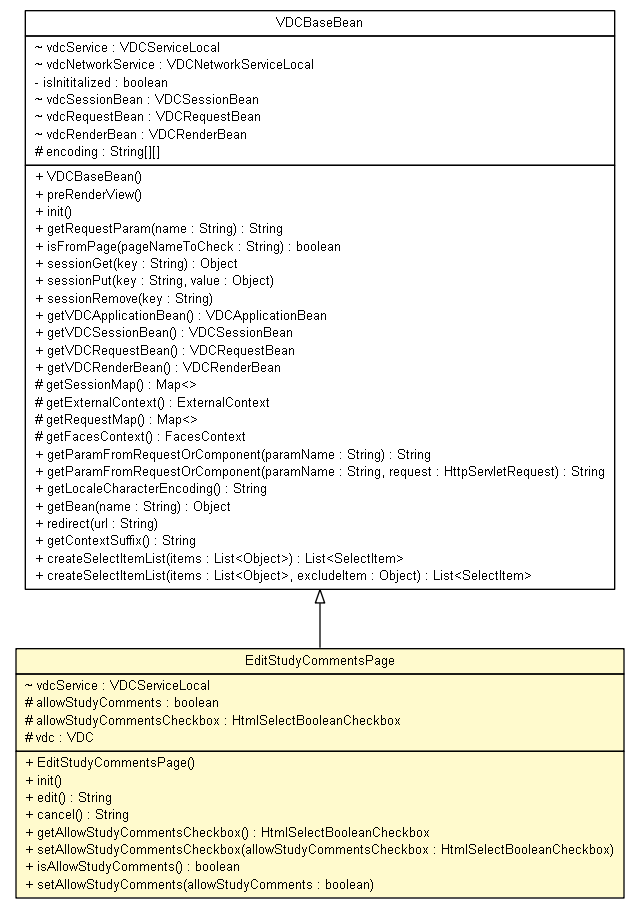 VDCBaseBean
~ vdcService : VDCServiceLocal
~ vdcNetworkService : VDCNetworkServiceLocal
- isInititalized : boolean
~ vdcSessionBean : VDCSessionBean
~ vdcRequestBean : VDCRequestBean
~ vdcRenderBean : VDCRenderBean
# encoding : String[][]
+ VDCBaseBean()
+ preRenderView()
+ init()
+ getRequestParam(name : String) : String
+ isFromPage(pageNameToCheck : String) : boolean
+ sessionGet(key : String) : Object
+ sessionPut(key : String, value : Object)
+ sessionRemove(key : String)
+ getVDCApplicationBean() : VDCApplicationBean
+ getVDCSessionBean() : VDCSessionBean
+ getVDCRequestBean() : VDCRequestBean
+ getVDCRenderBean() : VDCRenderBean
# getSessionMap() : Map<>
# getExternalContext() : ExternalContext
# getRequestMap() : Map<>
# getFacesContext() : FacesContext
+ getParamFromRequestOrComponent(paramName : String) : String
+ getParamFromRequestOrComponent(paramName : String, request : HttpServletRequest) : String
+ getLocaleCharacterEncoding() : String
+ getBean(name : String) : Object
+ redirect(url : String)
+ getContextSuffix() : String
+ createSelectItemList(items : List<Object>) : List<SelectItem>
+ createSelectItemList(items : List<Object>, excludeItem : Object) : List<SelectItem>
EditStudyCommentsPage
~ vdcService : VDCServiceLocal
# allowStudyComments : boolean
# allowStudyCommentsCheckbox : HtmlSelectBooleanCheckbox
# vdc : VDC
+ EditStudyCommentsPage()
+ init()
+ edit() : String
+ cancel() : String
+ getAllowStudyCommentsCheckbox() : HtmlSelectBooleanCheckbox
+ setAllowStudyCommentsCheckbox(allowStudyCommentsCheckbox : HtmlSelectBooleanCheckbox)
+ isAllowStudyComments() : boolean
+ setAllowStudyComments(allowStudyComments : boolean)